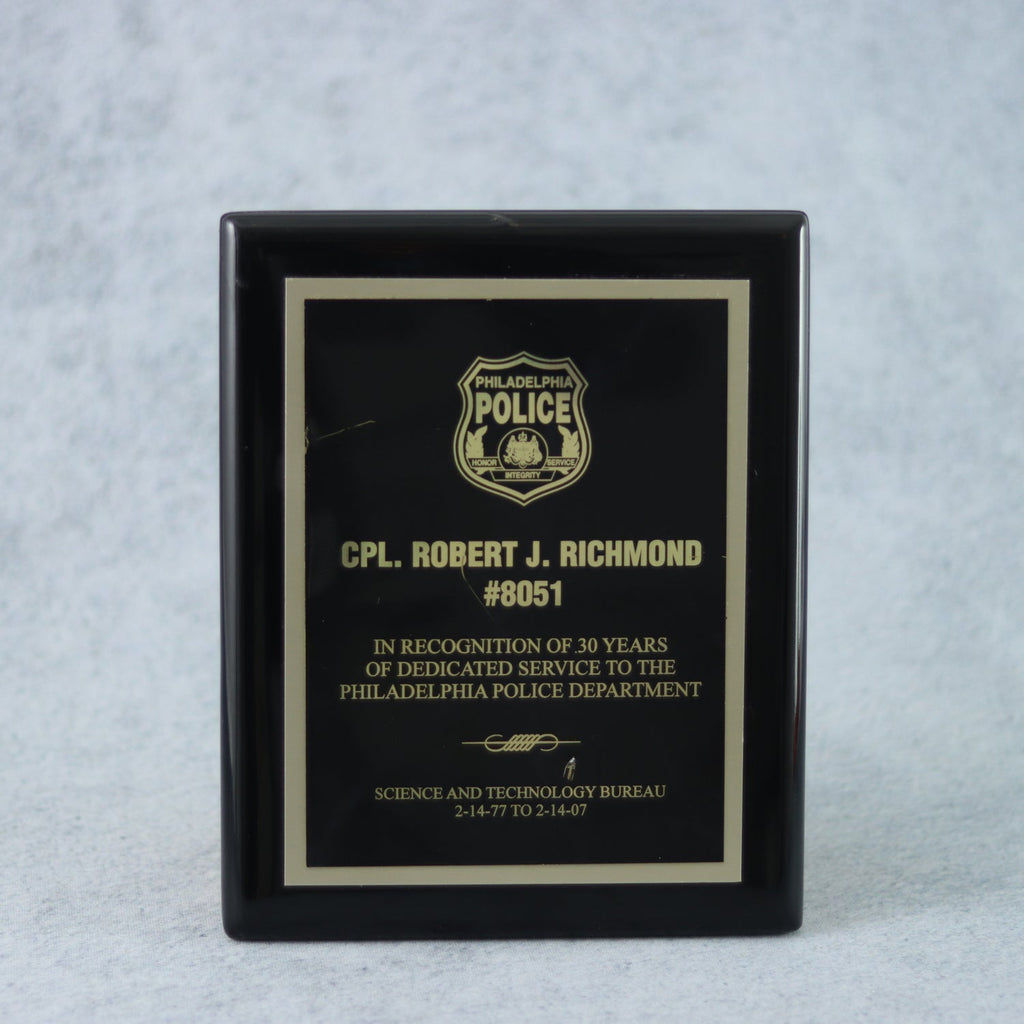 PHILADELPHIA
POLICE
HONOR
SERVICE
INTEGRITY
CPL. ROBERT J. RICHMOND
#8051
IN RECOGNITION OF 30 YEARS
OF DEDICATED SERVICE TO THE
PHILADELPHIA POLICE DEPARTMENT
SCIENCE AND TECHNOLOGY BUREAU
2-14-77 TO 2-14-07